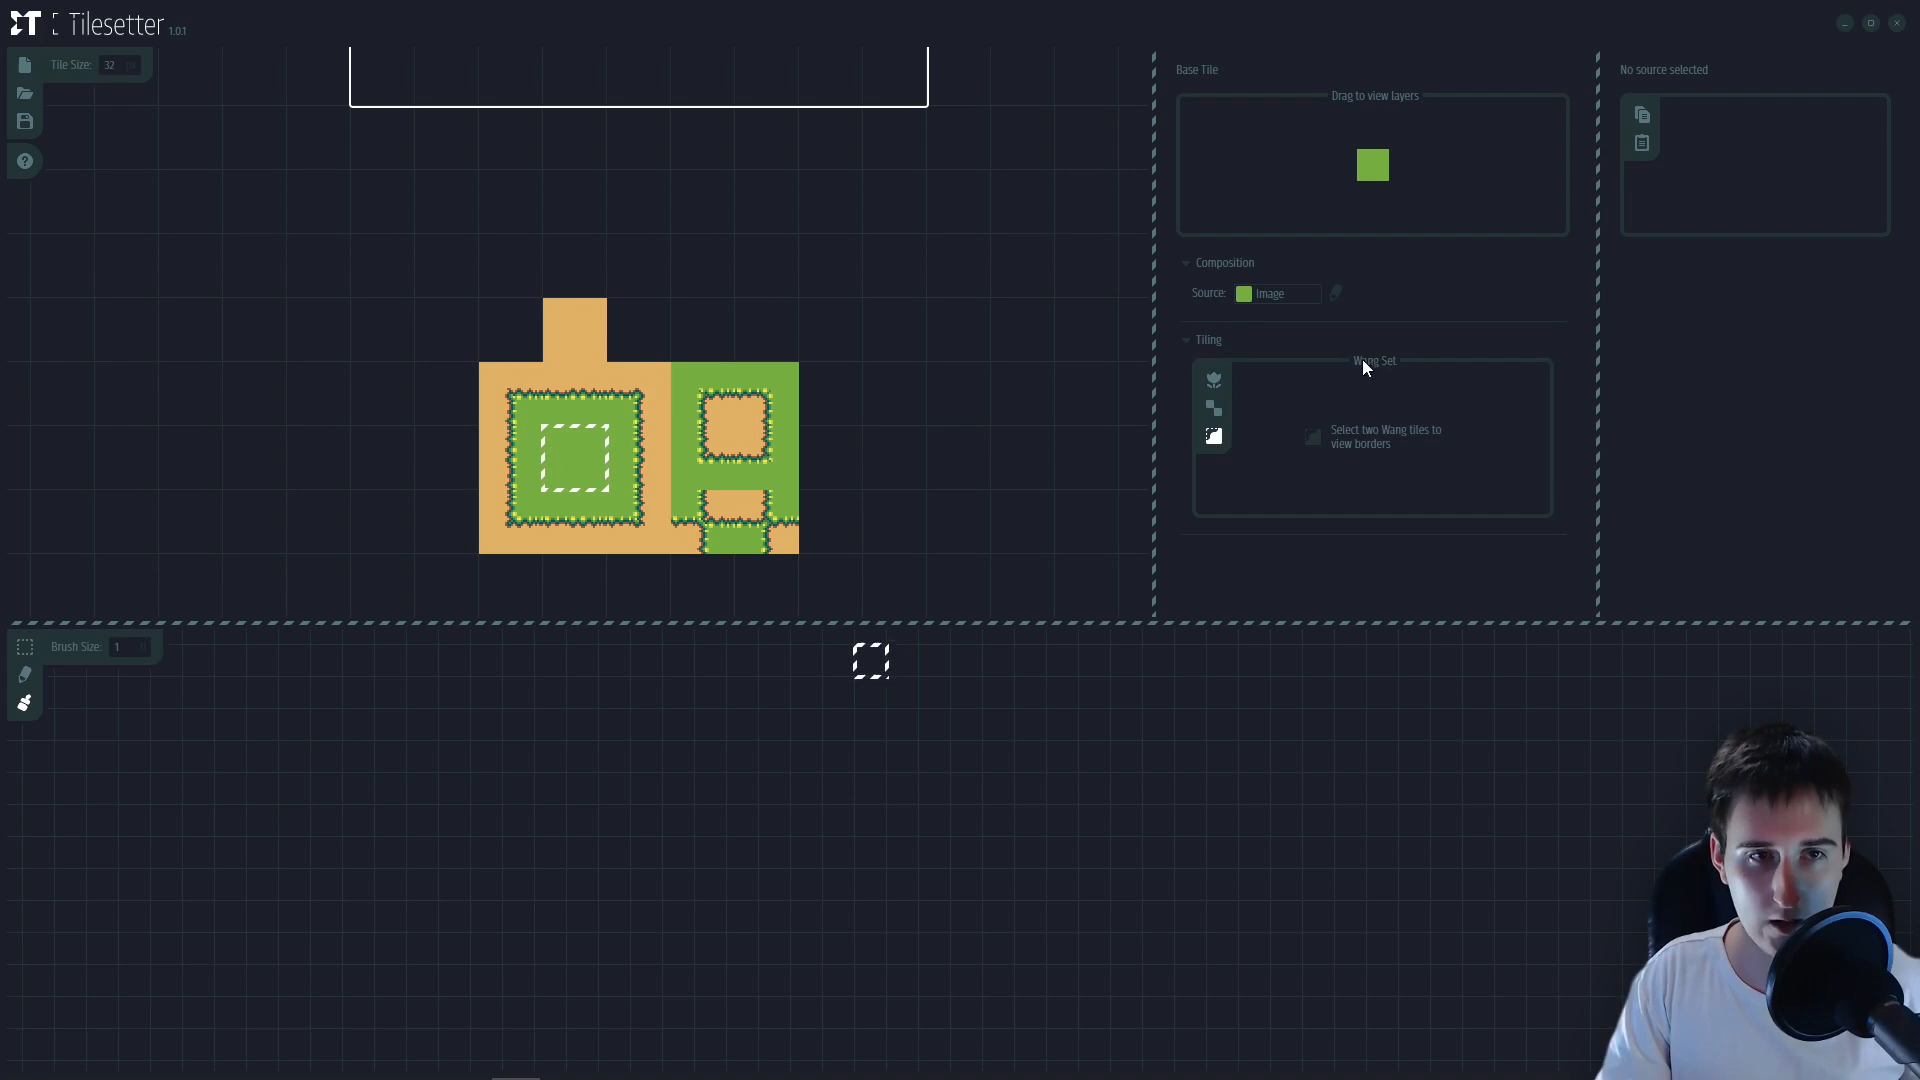 Tilesetter 1.0.1
Tile Size: 32 px
Base Tile
Drag to view layers
No source selected
Composition
Source: Image
Tiling
Wang Set
Select two Wang tiles to
view borders
Brush Size: 1